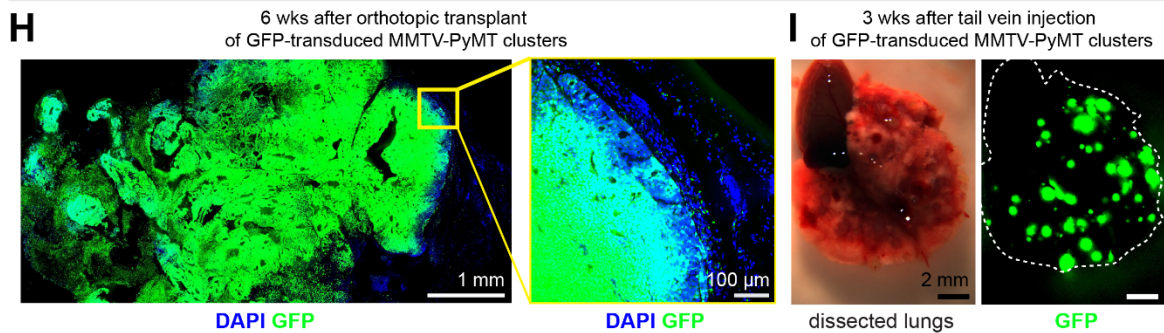 H
6 wks after orthotopic transplant
of GFP-transduced MMTV-PyMT clusters
1 mm
100 µm
DAPI GFP
DAPI GFP
I
3 wks after tail vein injection
of GFP-transduced MMTV-PyMT clusters
2 mm
dissected lungs
GFP